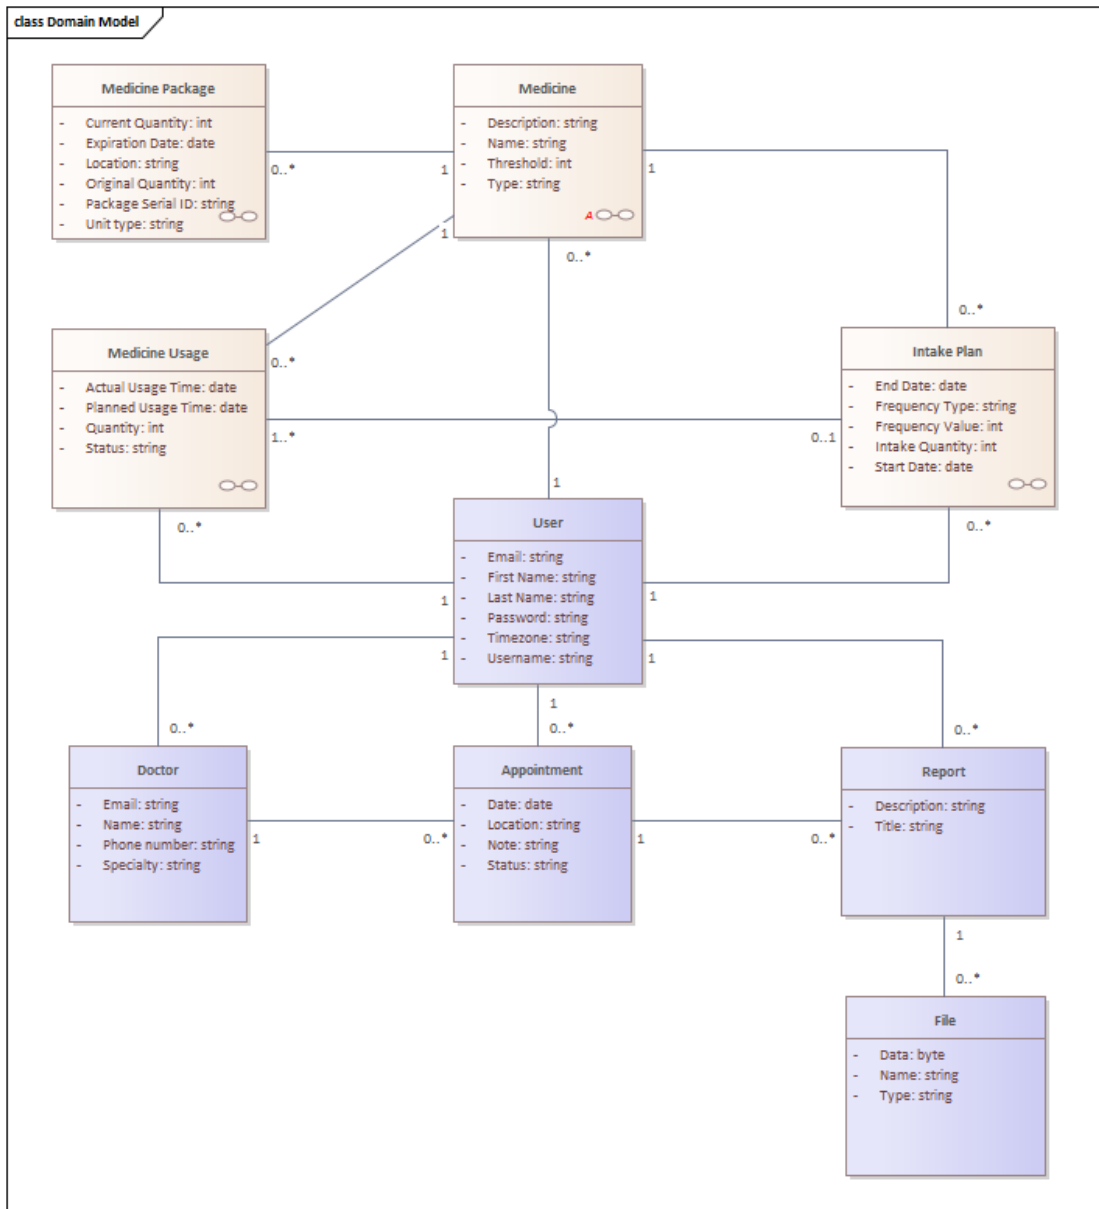 class Domain Model
Medicine Package
- Current Quantity: int
- Expiration Date: date
- Location: string
- Original Quantity: int
- Package Serial ID: string
- Unit type: string
Medicine
- Description: string
- Name: string
- Threshold: int
- Type: string
A
0..*
1
1
1
0..*
0..*
Medicine Usage
- Actual Usage Time: date
- Planned Usage Time: date
- Quantity: int
- Status: string
0..*
1..*
0..1
Intake Plan
- End Date: date
- Frequency Type: string
- Frequency Value: int
- Intake Quantity: int
- Start Date: date
1
0..*
0..*
User
- Email: string
- First Name: string
- Last Name: string
- Password: string
- Timezone: string
- Username: string
1
1
1
1
1
0..*
0..*
0..*
Doctor
- Email: string
- Name: string
- Phone number: string
- Specialty: string
1
0..*
Appointment
- Date: date
- Location: string
- Note: string
- Status: string
1
0..*
Report
- Description: string
- Title: string
1
0..*
File
- Data: byte
- Name: string
- Type: string